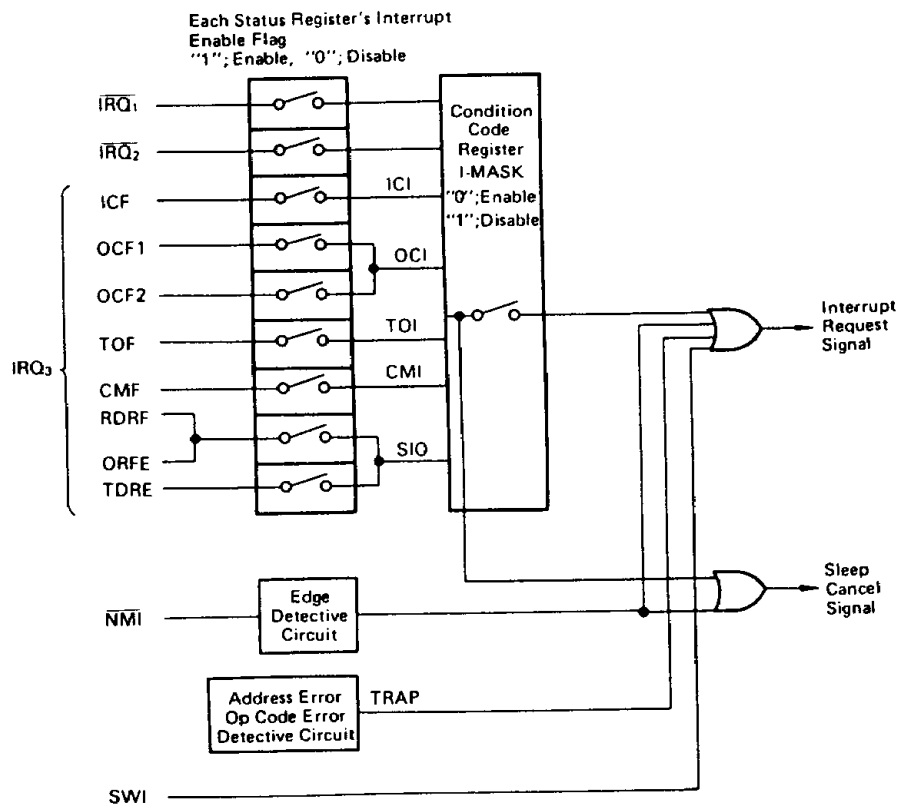 Each Status Register's Interrupt
Enable Flag
"1"; Enable, "0"; Disable
IRQ1
IRQ2
ICF
OCF1
OCF2
TOF
CMF
RDRF
ORFE
TDRE
IRQ3
ICI
OCI
TOI
CMI
SIO
Condition
Code
Register
I-MASK
"0"; Enable
"1"; Disable
Interrupt
Request
Signal
Sleep
Cancel
Signal
NMI
Edge
Detective
Circuit
Address Error
Op Code Error
Detective Circuit
TRAP
SWI